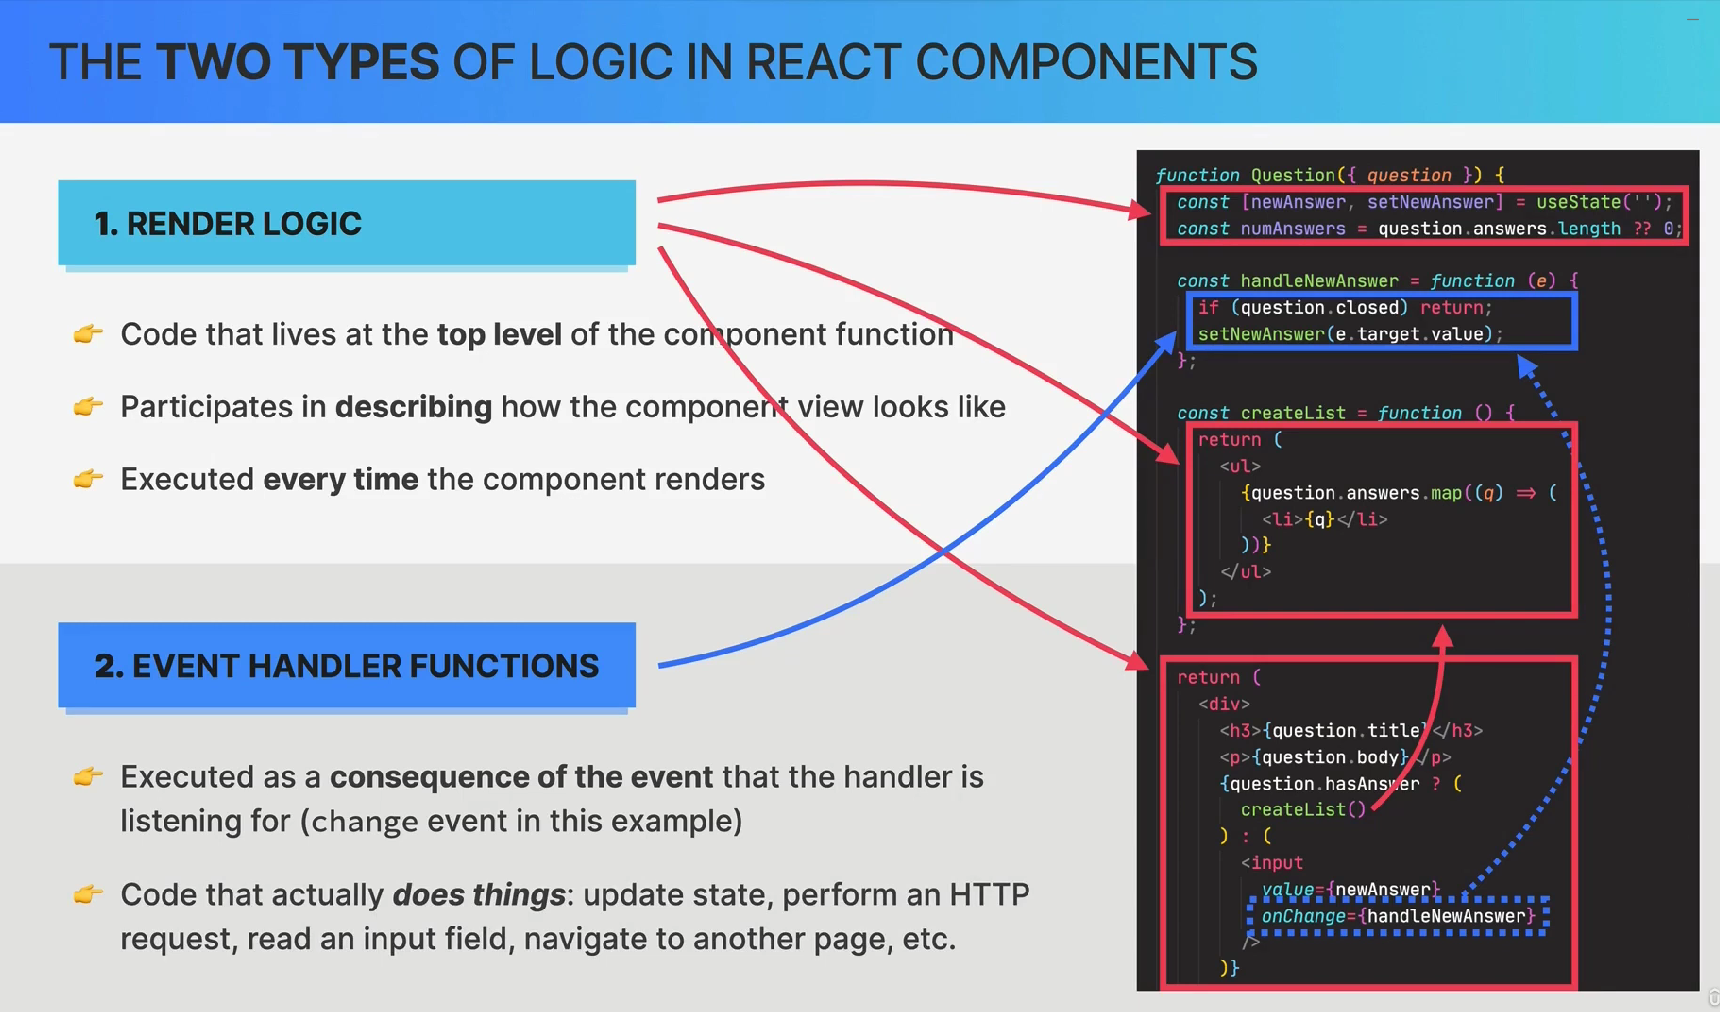 THE TWO TYPES OF LOGIC IN REACT COMPONENTS
1. RENDER LOGIC
👉 Code that lives at the top level of the component function
👉 Participates in describing how the component view looks like
👉 Executed every time the component renders
2. EVENT HANDLER FUNCTIONS
👉 Executed as a consequence of the event that the handler is
listening for (change event in this example)
👉 Code that actually does things: update state, perform an HTTP
request, read an input field, navigate to another page, etc.
function Question({ question }) {
const [newAnswer, setNewAnswer] = useState('');
const numAnswers = question.answers.length ?? 0;
const handleNewAnswer = function (e) {
if (question.closed) return;
setNewAnswer(e.target.value);
};
const createList = function () {
return (
<ul>
{question.answers.map((q) => (
<li>{q}</li>
))}
</ul>
);
};
return (
<div>
<h3>{question.title}</h3>
<p>{question.body}</p>
{question.hasAnswer ? (
createList()
) : (
<input
value={newAnswer}
onChange={handleNewAnswer}
/>
)}